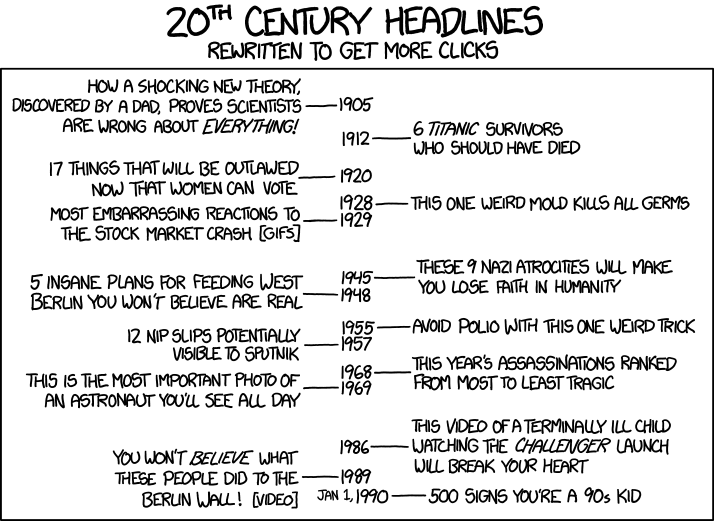 20TH CENTURY HEADLINES
REWRITTEN TO GET MORE CLICKS
HOW A SHOCKING NEW THEORY,
DISCOVERED BY A DAD, PROVES SCIENTISTS
ARE WRONG ABOUT EVERYTHING!
1905
1912
6 TITANIC SURVIVORS
WHO SHOULD HAVE DIED
17 THINGS THAT WILL BE OUTLAWED
NOW THAT WOMEN CAN VOTE
1920
1928
THIS ONE WEIRD MOLD KILLS ALL GERMS
MOST EMBARRASSING REACTIONS TO
THE STOCK MARKET CRASH [GIFS]
1929
1945
THESE 9 NAZI ATROCITIES WILL MAKE
YOU LOSE FAITH IN HUMANITY
5 INSANE PLANS FOR FEEDING WEST
BERLIN YOU WON'T BELIEVE ARE REAL
1948
1955
AVOID POLIO WITH THIS ONE WEIRD TRICK
12 NIP SLIPS POTENTIALLY
VISIBLE TO SPUTNIK
1957
1968
THIS YEAR'S ASSASSINATIONS RANKED
FROM MOST TO LEAST TRAGIC
THIS IS THE MOST IMPORTANT PHOTO OF
AN ASTRONAUT YOU'LL SEE ALL DAY
1969
1986
THIS VIDEO OF A TERMINALLY ILL CHILD
WATCHING THE CHALLENGER LAUNCH
WILL BREAK YOUR HEART
YOU WON'T BELIEVE WHAT
THESE PEOPLE DID TO THE
BERLIN WALL! [VIDEO]
1989
JAN 1, 1990
500 SIGNS YOU'RE A 90s KID